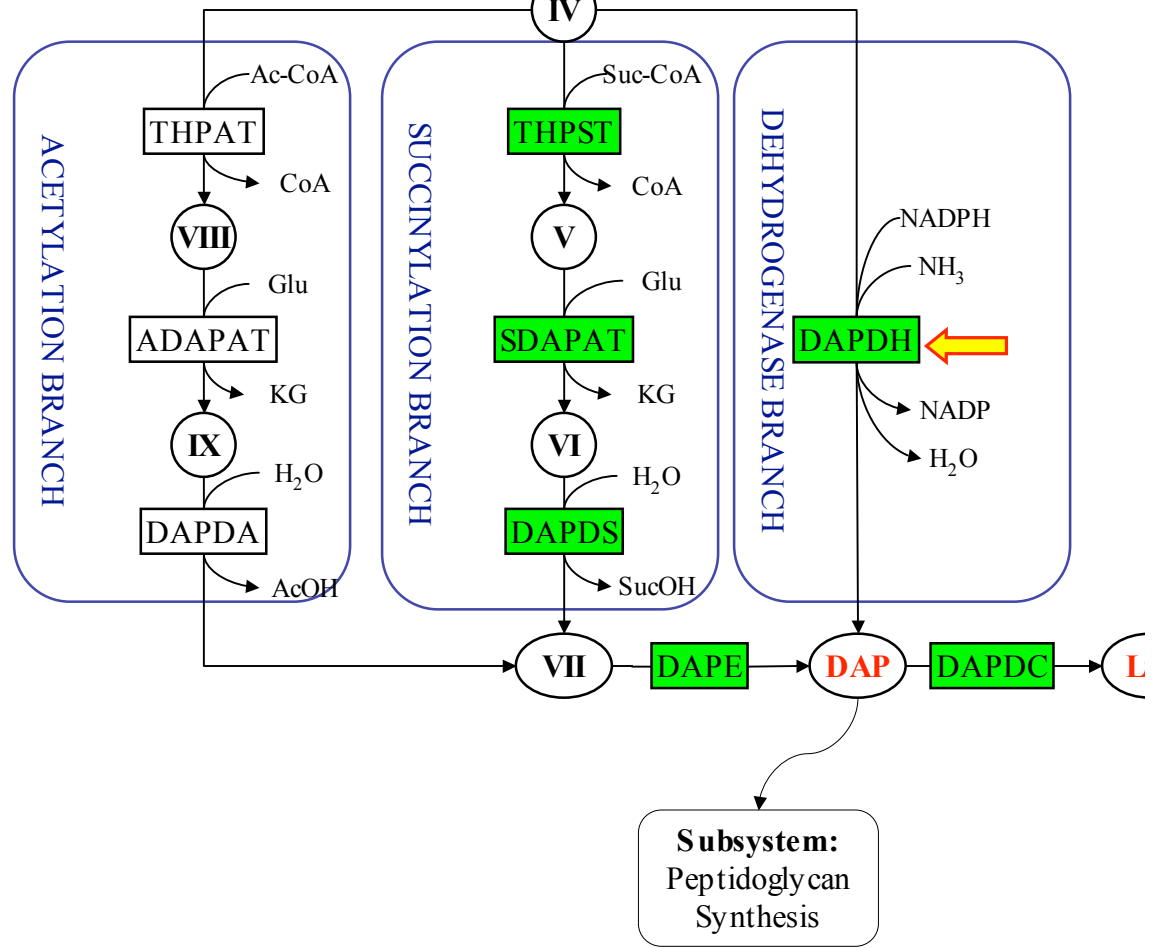 IV
ACETYLATION BRANCH
Ac-CoA
THPAT
CoA
VIII
Glu
ADAPAT
KG
IX
H₂O
DAPDA
AcOH
SUCCINYLATION BRANCH
Suc-CoA
THPST
CoA
V
Glu
SDAPAT
KG
VI
H₂O
DAPDS
SucOH
DEHYDROGENASE BRANCH
NADPH
NH₃
DAPDH
NADP
H₂O
VII
DAPE
DAP
DAPDC
L
Subsystem:
Peptidoglycan
Synthesis